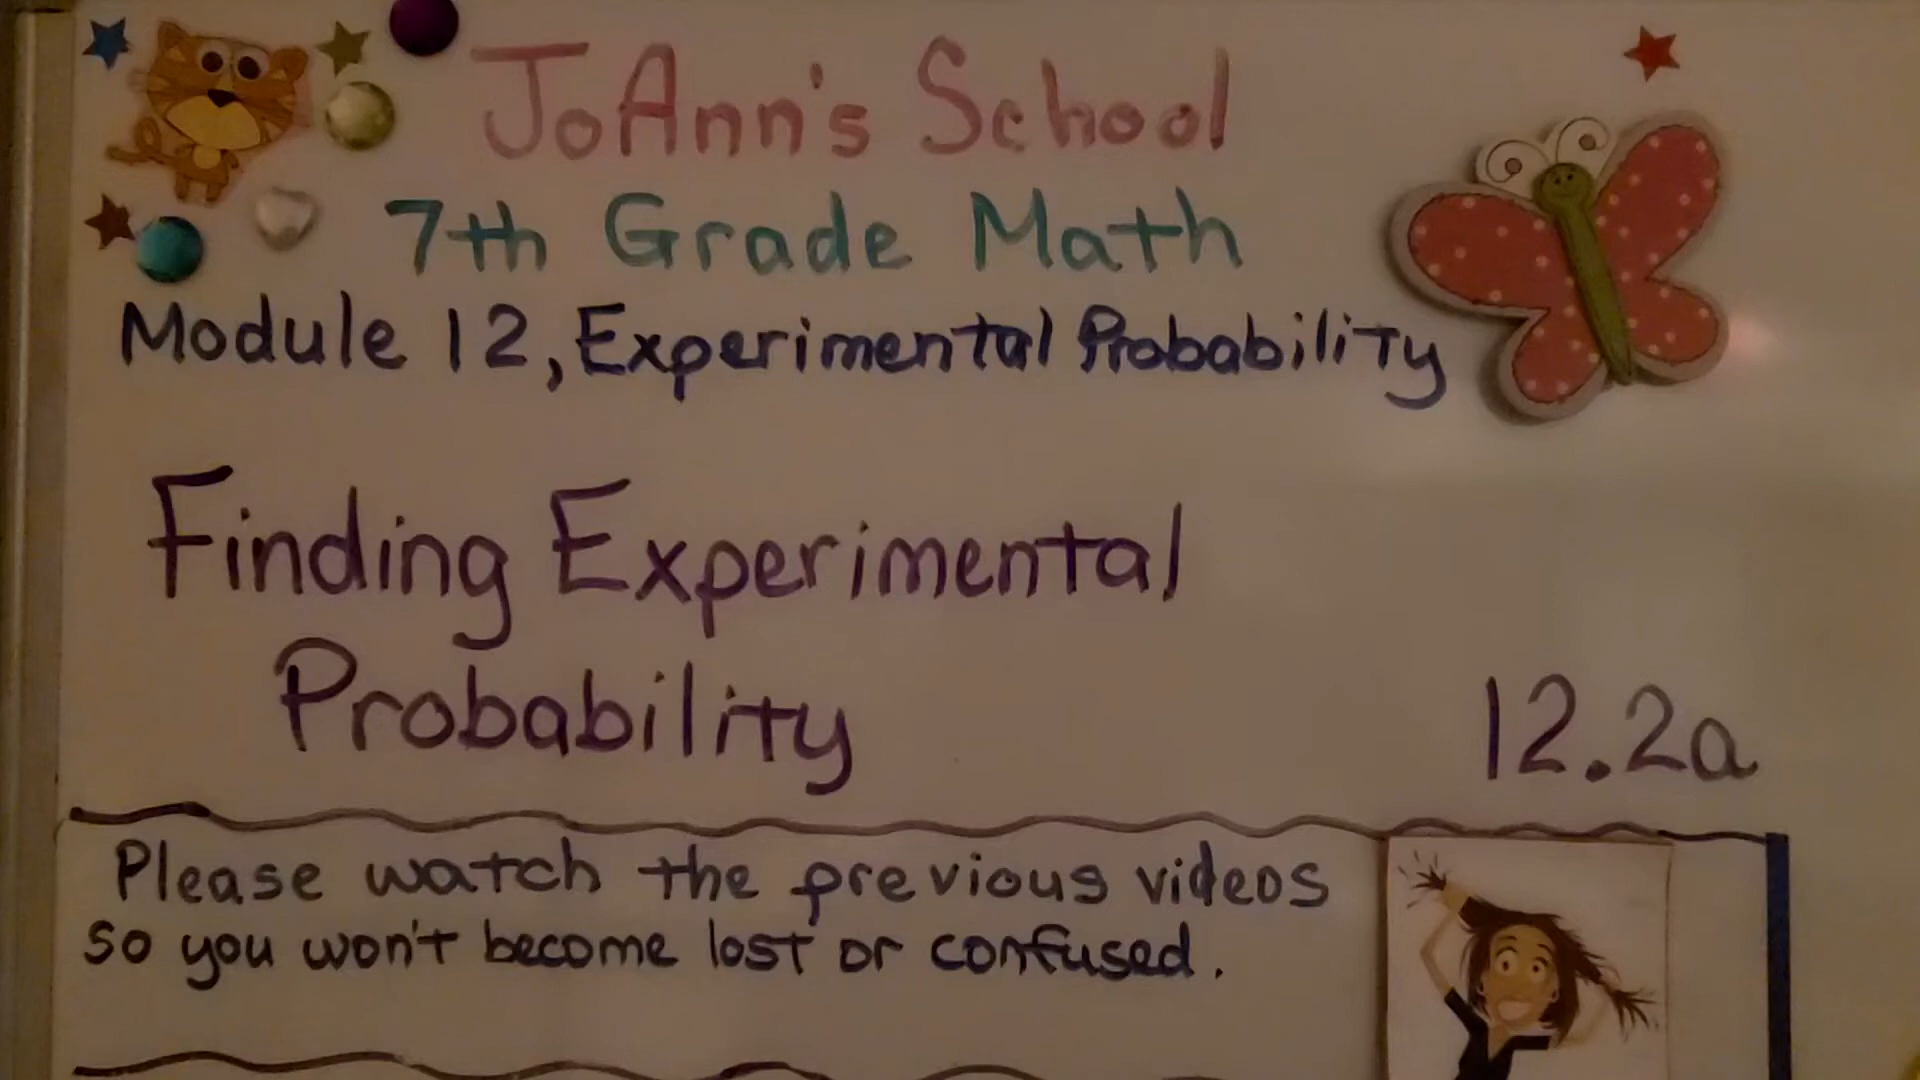 JoAnn's School
7th Grade Math
Module 12, Experimental Probability
Finding Experimental
Probability
12.2a
Please watch the previous videos
so you won't become lost or confused.